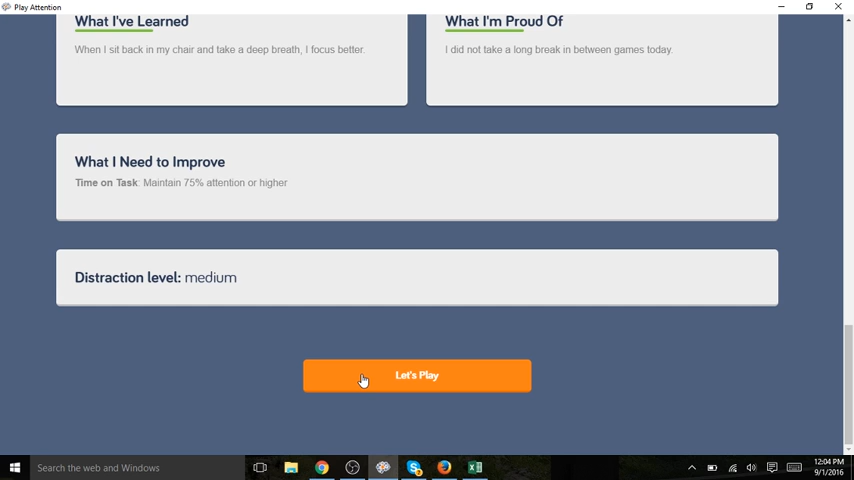 Play Attention
What I've Learned
What I'm Proud Of
When I sit back in my chair and take a deep breath, I focus better.
I did not take a long break in between games today.
What I Need to Improve
Time on Task: Maintain 75% attention or higher
Distraction level: medium
Let's Play
Search the web and Windows
12:04 PM
9/1/2016